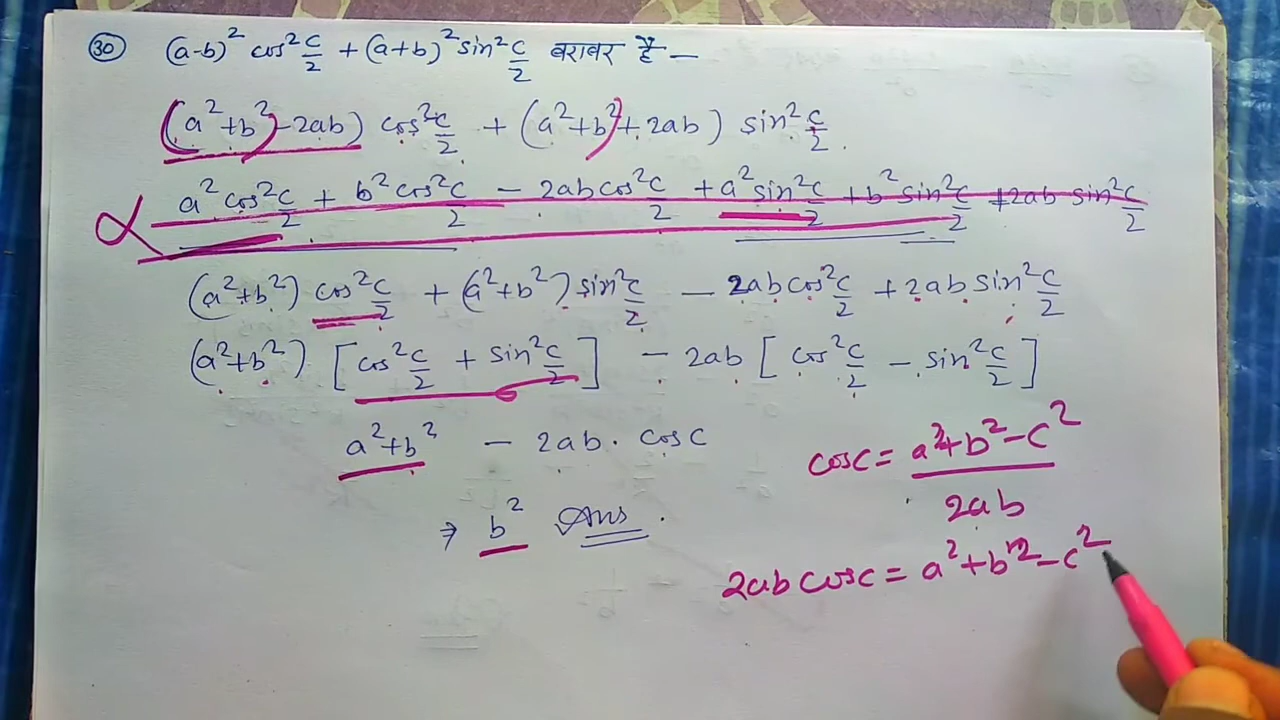 30 (a-b)² cos² C/2 + (a+b)² sin² C/2 बराबर है —
(a²+b²-2ab) cos² C/2 + (a²+b²+2ab) sin² C/2.
a² cos² C/2 + b² cos² C/2 - 2ab cos² C/2 + a² sin² C/2 + b² sin² C/2 + 2ab sin² C/2
(a²+b²) cos² C/2 + (a²+b²) sin² C/2 - 2ab cos² C/2 + 2ab sin² C/2
(a²+b²) [cos² C/2 + sin² C/2] - 2ab [cos² C/2 - sin² C/2]
a²+b² - 2ab. cosc
cosc = a²+b²-c² / 2ab
⇒ b² Ans.
2ab cosc = a²+b²-c²